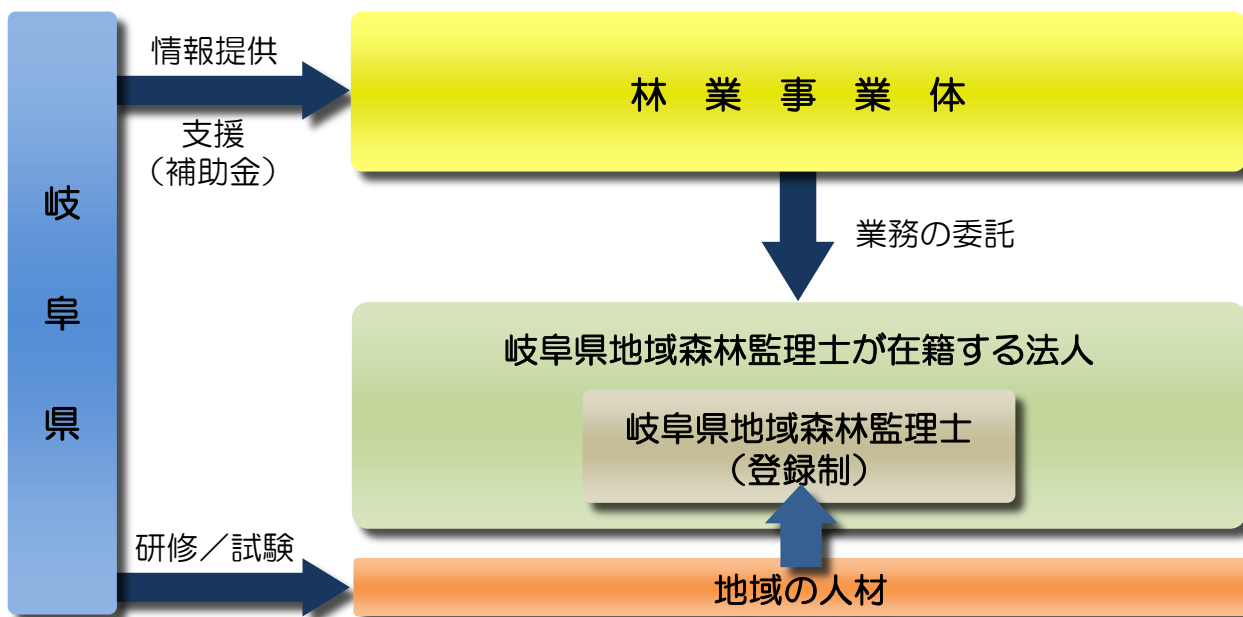 岐阜県
情報提供
支援
（補助金）
林業事業体
業務の委託
岐阜県地域森林監理士が在籍する法人
岐阜県地域森林監理士
（登録制）
研修／試験
地域の人材